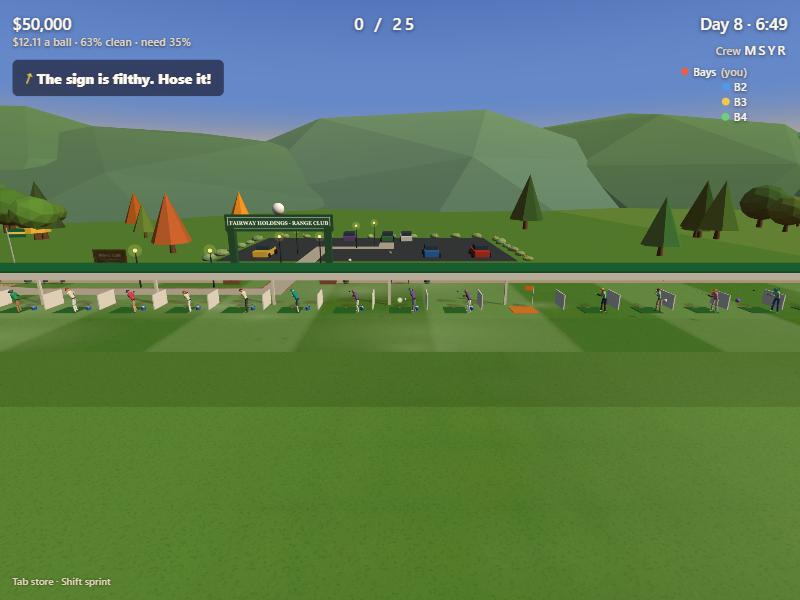 $50,000
0 / 25
Day 8 · 6:49
$12.11 a ball · 63% clean · need 35%
Crew MSYR
The sign is filthy. Hose it!
Bays (you)
B2
B3
B4
FAIRWAY HOLDINGS · RANGE CLUB
Tab store · Shift sprint